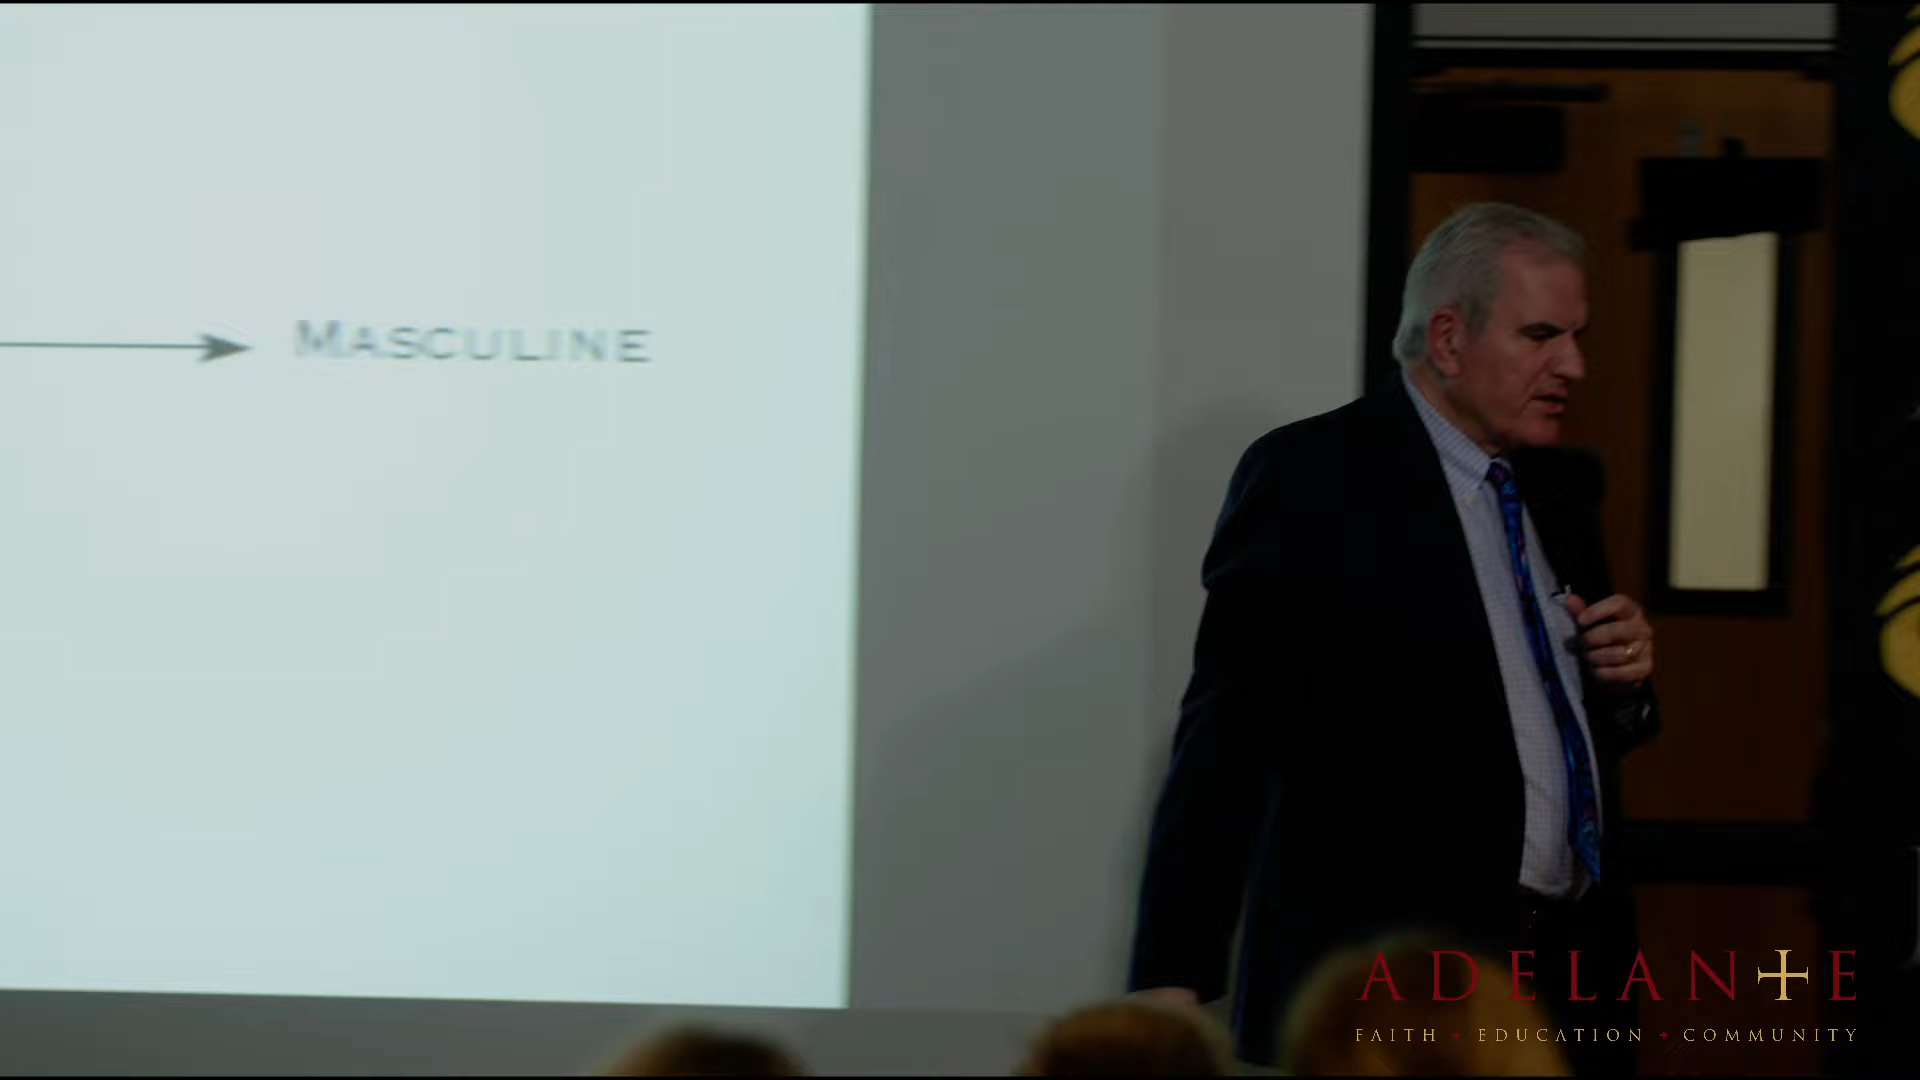 MASCULINE
ADELANTE
FAITH + EDUCATION + COMMUNITY